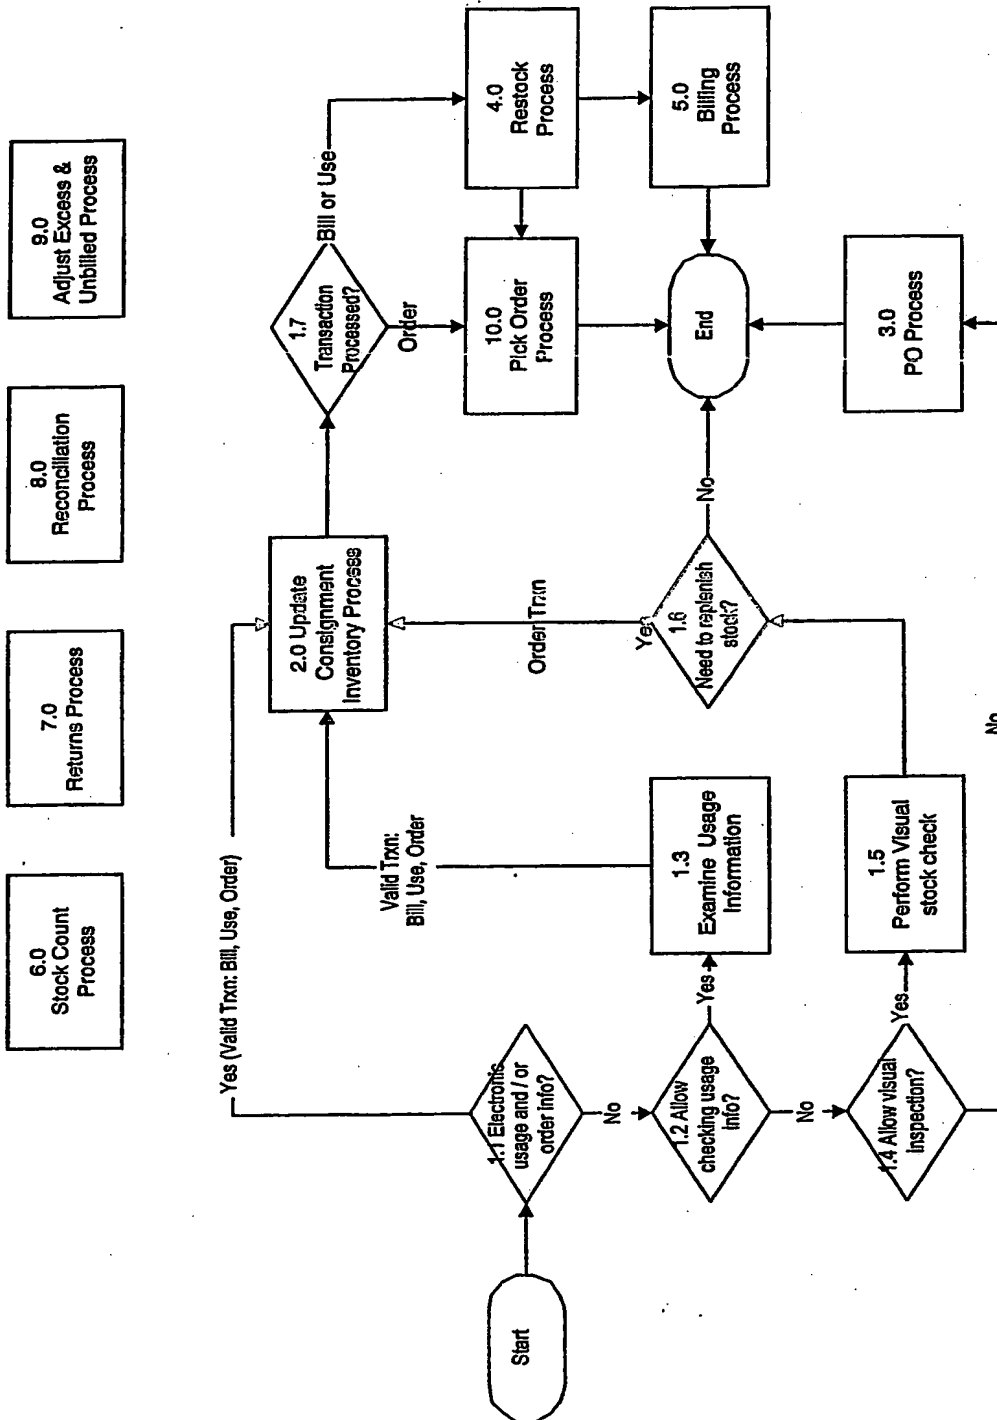 6.0
Stock Count
Process
7.0
Returns Process
8.0
Reconciliation
Process
9.0
Adjust Excess &
Unbilled Process
Yes (Valid Trxn: Bill, Use, Order)
2.0 Update
Consignment
Inventory Process
1.7
Transaction
Processed?
Bill or Use
Order
Valid Trxn:
Bill, Use, Order
Order Trxn
Start
1.1 Electronic
usage and / or
order info?
No
10.0
Pick Order
Process
4.0
Restock
Process
1.2 Allow
checking usage
info?
Yes
1.3
Examine Usage
Information
Yes
1.6
Need to replenish
stock?
No
End
5.0
Billing
Process
No
1.4 Allow visual
inspection?
Yes
1.5
Perform Visual
stock check
3.0
PO Process
No